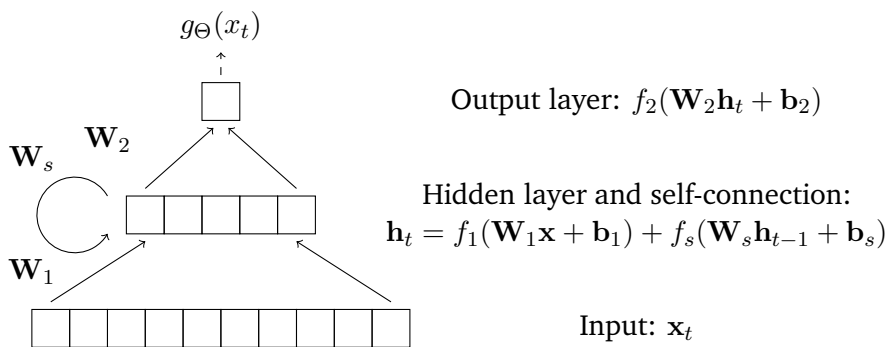 g_Θ(x_t)
Output layer: f_2(W_2h_t + b_2)
W_2
W_s
Hidden layer and self-connection:
h_t = f_1(W_1x + b_1) + f_s(W_sh_{t−1} + b_s)
W_1
Input: x_t